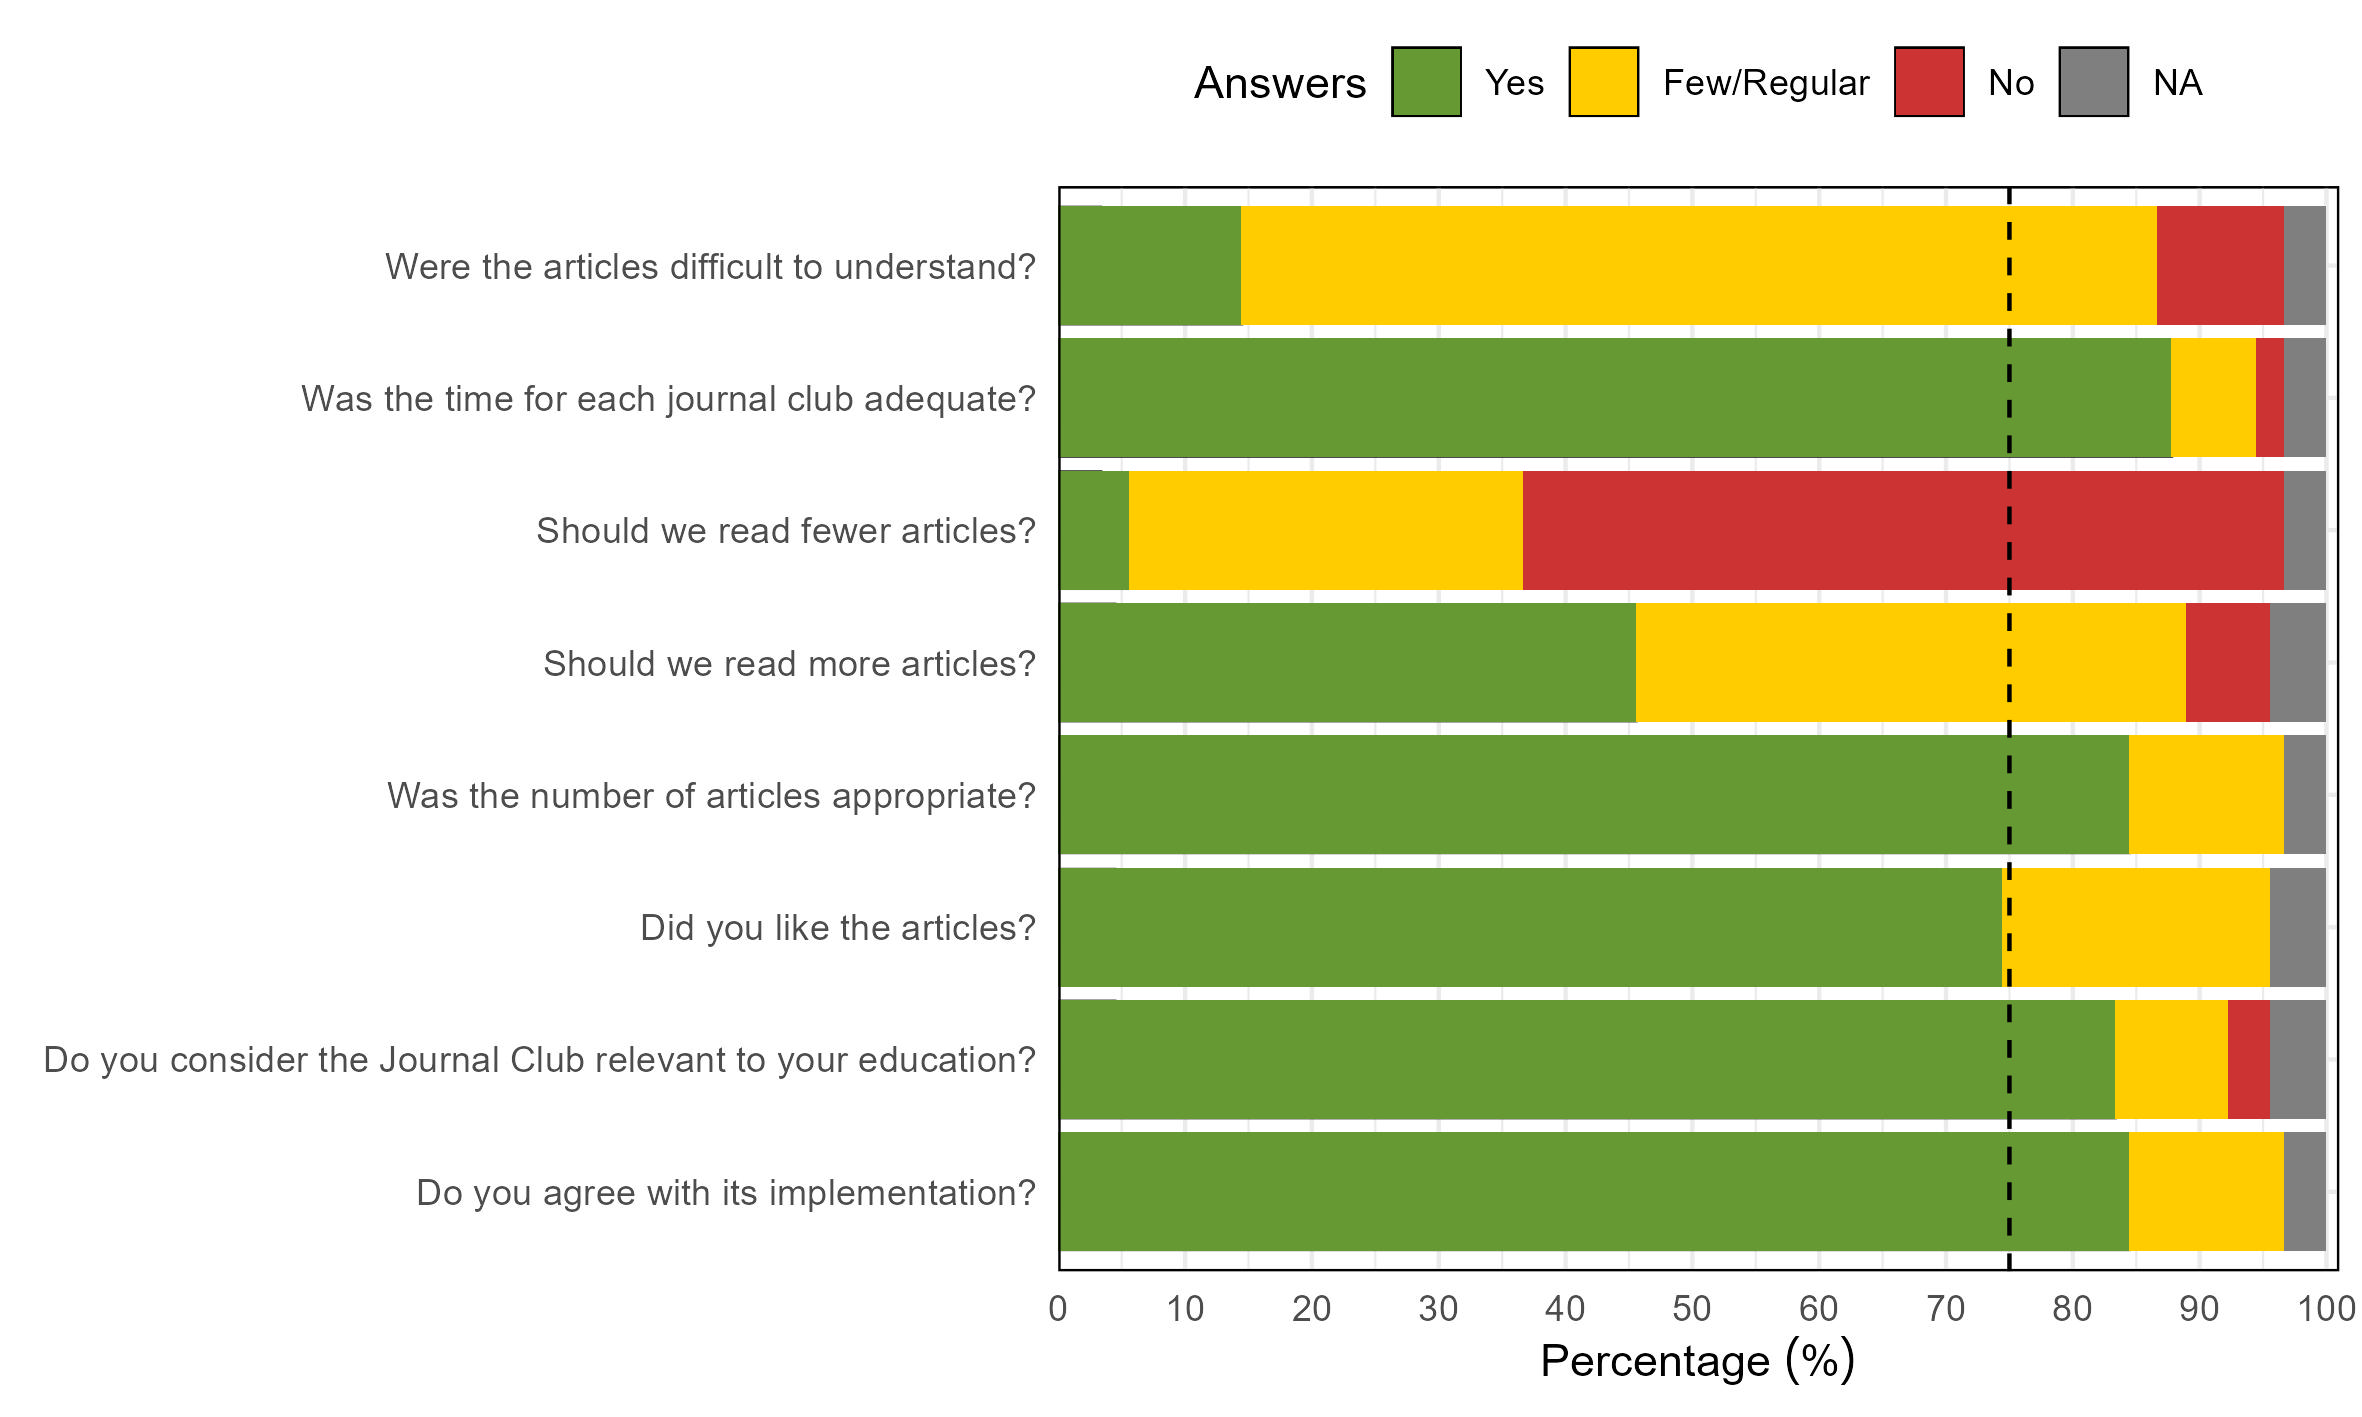 Answers Yes Few/Regular No NA
Were the articles difficult to understand?
Was the time for each journal club adequate?
Should we read fewer articles?
Should we read more articles?
Was the number of articles appropriate?
Did you like the articles?
Do you consider the Journal Club relevant to your education?
Do you agree with its implementation?
0 10 20 30 40 50 60 70 80 90 100
Percentage (%)